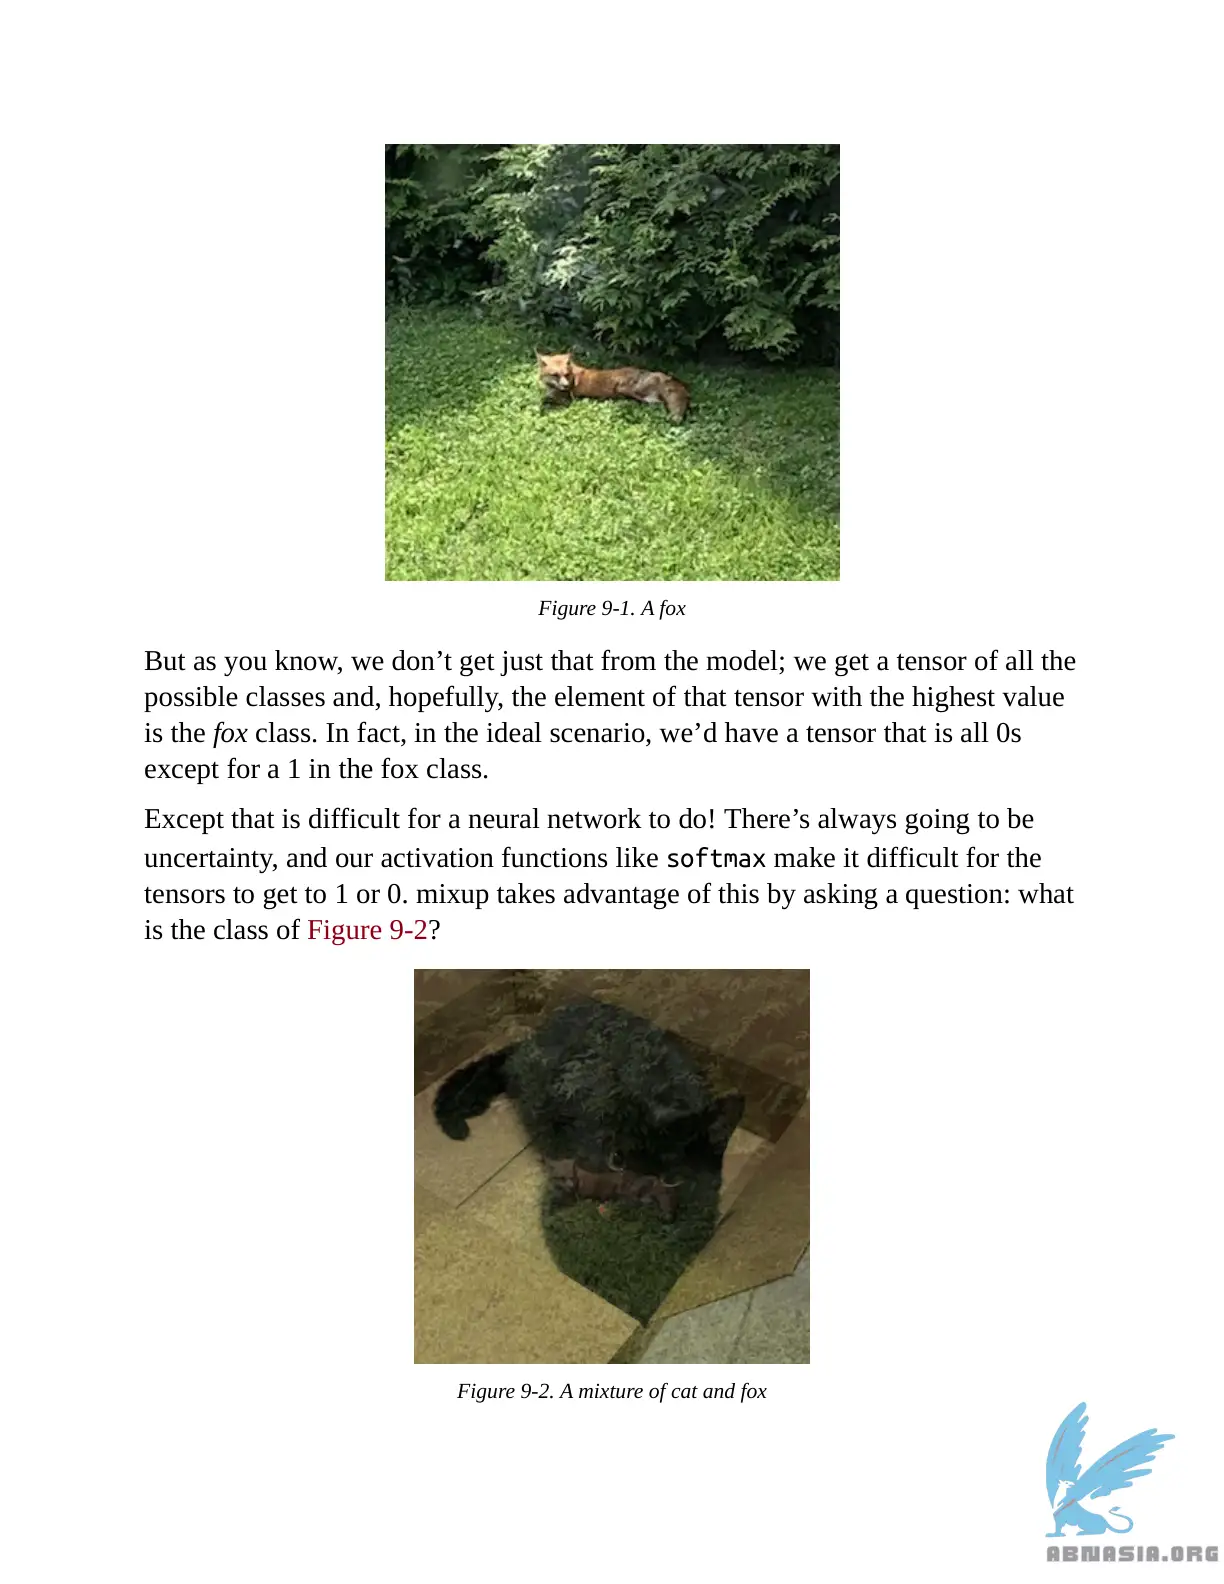 Figure 9-1. A fox
But as you know, we don’t get just that from the model; we get a tensor of all the
possible classes and, hopefully, the element of that tensor with the highest value
is the fox class. In fact, in the ideal scenario, we’d have a tensor that is all 0s
except for a 1 in the fox class.
Except that is difficult for a neural network to do! There’s always going to be
uncertainty, and our activation functions like softmax make it difficult for the
tensors to get to 1 or 0. mixup takes advantage of this by asking a question: what
is the class of Figure 9-2?
Figure 9-2. A mixture of cat and fox
ABNASIA.ORG